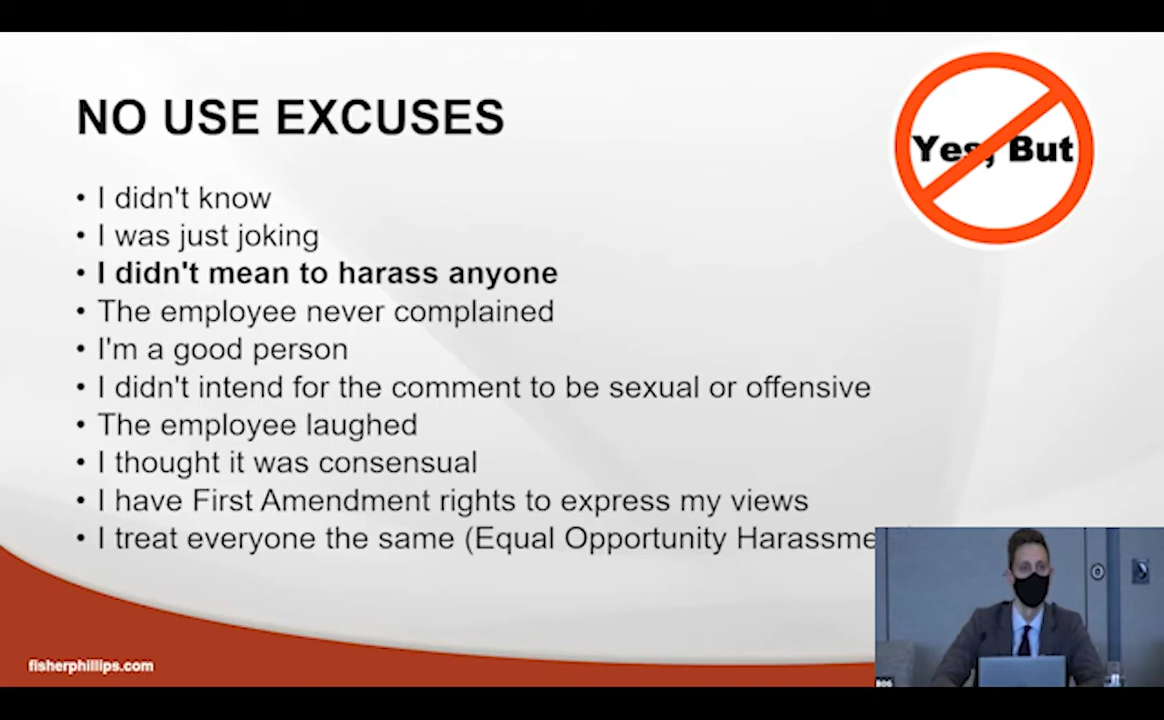 NO USE EXCUSES
Yes, But
• I didn't know
• I was just joking
• I didn't mean to harass anyone
• The employee never complained
• I'm a good person
• I didn't intend for the comment to be sexual or offensive
• The employee laughed
• I thought it was consensual
• I have First Amendment rights to express my views
• I treat everyone the same (Equal Opportunity Harassme
fisherphillips.com